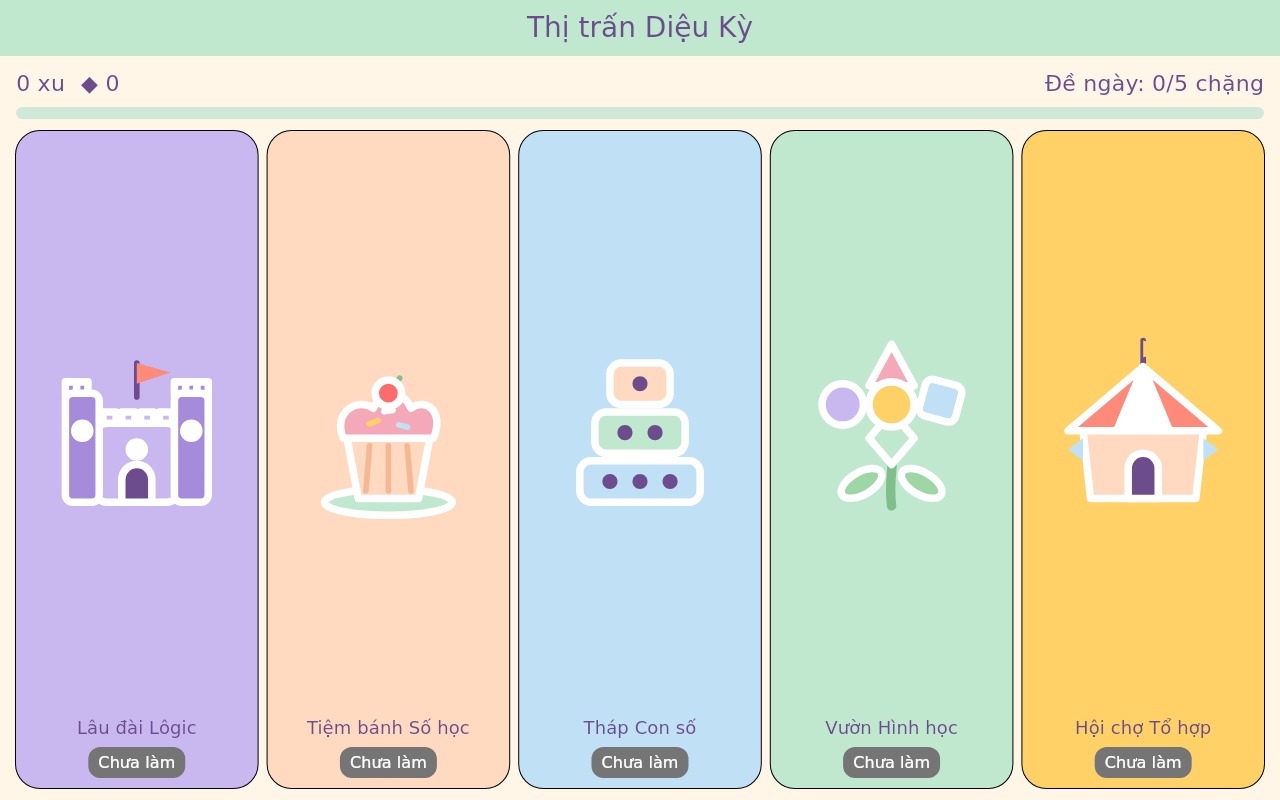 Thị trấn Diệu Kỳ
0 xu ◆ 0
Đề ngày: 0/5 chặng
Lâu đài Lôgic
Chưa làm
Tiệm bánh Số học
Chưa làm
Tháp Con số
Chưa làm
Vườn Hình học
Chưa làm
Hội chợ Tổ hợp
Chưa làm